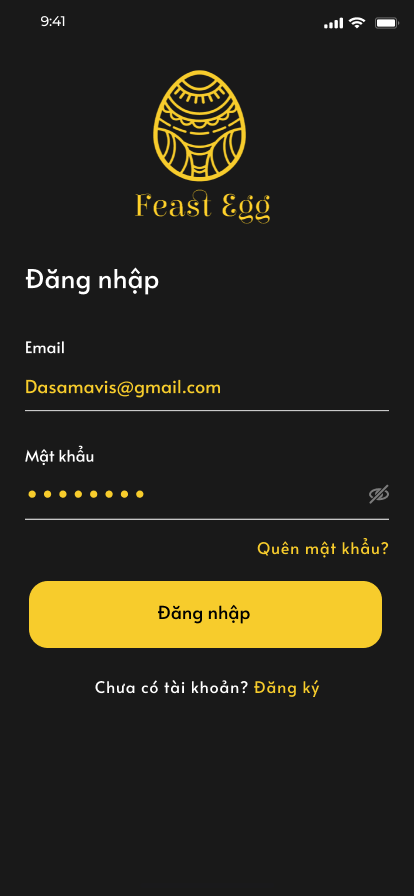 9:41
Feast Egg
Đăng nhập
Email
Dasamavis@gmail.com
Mật khẩu
Quên mật khẩu?
Đăng nhập
Chưa có tài khoản? Đăng ký